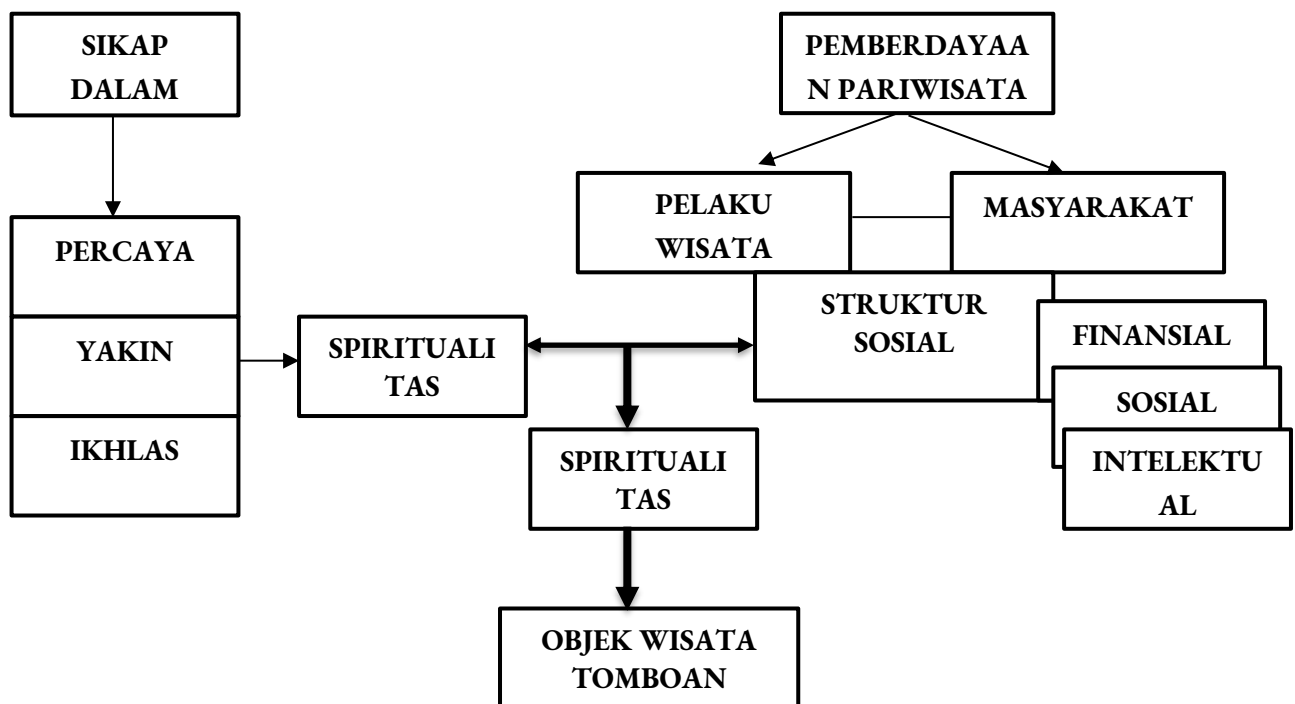 SIKAP
DALAM
PEMBERDAYAA
N PARIWISATA
PELAKU
WISATA
MASYARAKAT
PERCAYA
YAKIN
IKHLAS
SPIRITUALI
TAS
STRUKTUR
SOSIAL
FINANSIAL
SOSIAL
INTELEKTU
AL
SPIRITUALI
TAS
OBJEK WISATA
TOMBOAN